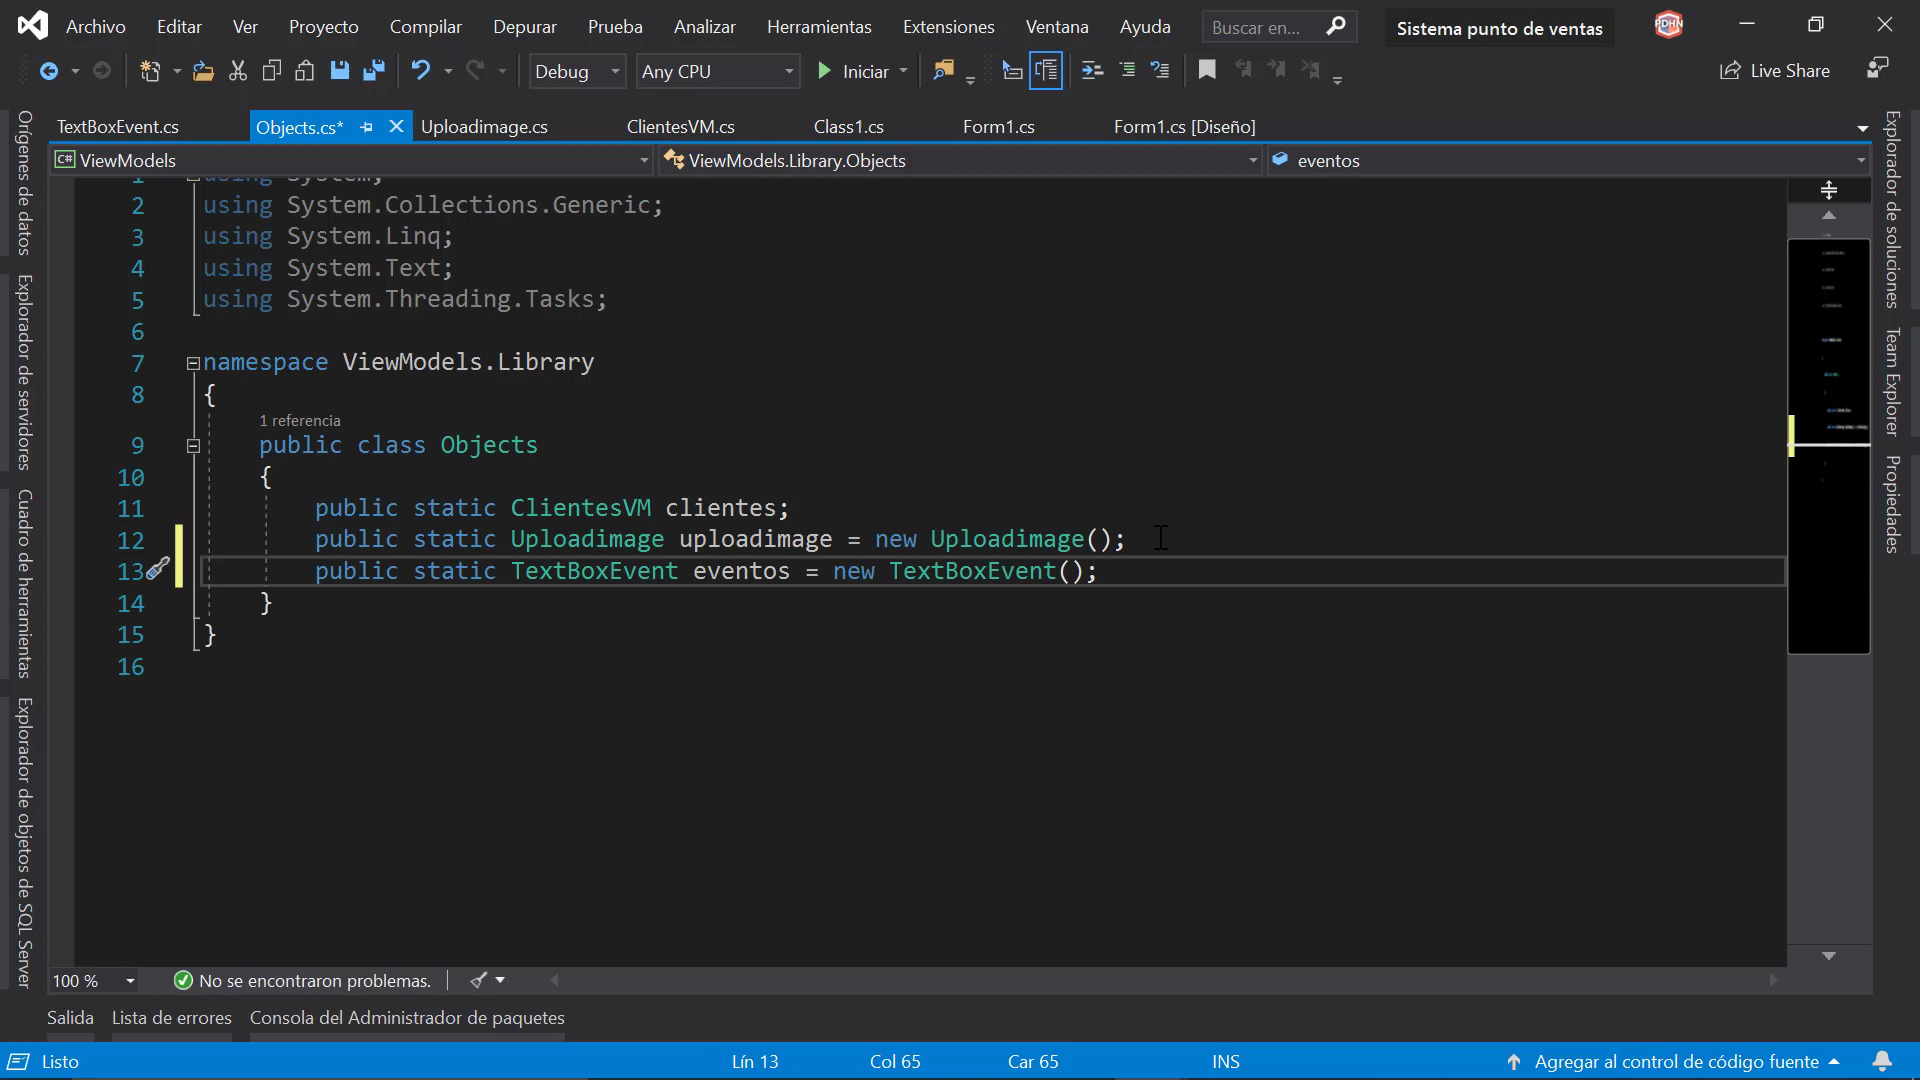 Archivo Editar Ver Proyecto Compilar Depurar Prueba Analizar Herramientas Extensiones Ventana Ayuda Buscar en... Sistema punto de ventas PDHN
Debug Any CPU Iniciar Live Share
TextBoxEvent.cs Objects.cs* Uploadimage.cs ClientesVM.cs Class1.cs Form1.cs Form1.cs [Diseño]
C# ViewModels ViewModels.Library.Objects eventos
1 using System;
2 using System.Collections.Generic;
3 using System.Linq;
4 using System.Text;
5 using System.Threading.Tasks;
6
7 namespace ViewModels.Library
8 {
1 referencia
9 public class Objects
10 {
11 public static ClientesVM clientes;
12 public static Uploadimage uploadimage = new Uploadimage();
13 public static TextBoxEvent eventos = new TextBoxEvent();
14 }
15 }
16
Orígenes de datos
Explorador de servidores
Cuadro de herramientas
Explorador de objetos de SQL Server
Explorador de soluciones
Team Explorer
Propiedades
100 % No se encontraron problemas.
Salida Lista de errores Consola del Administrador de paquetes
Listo Lín 13 Col 65 Car 65 INS Agregar al control de código fuente